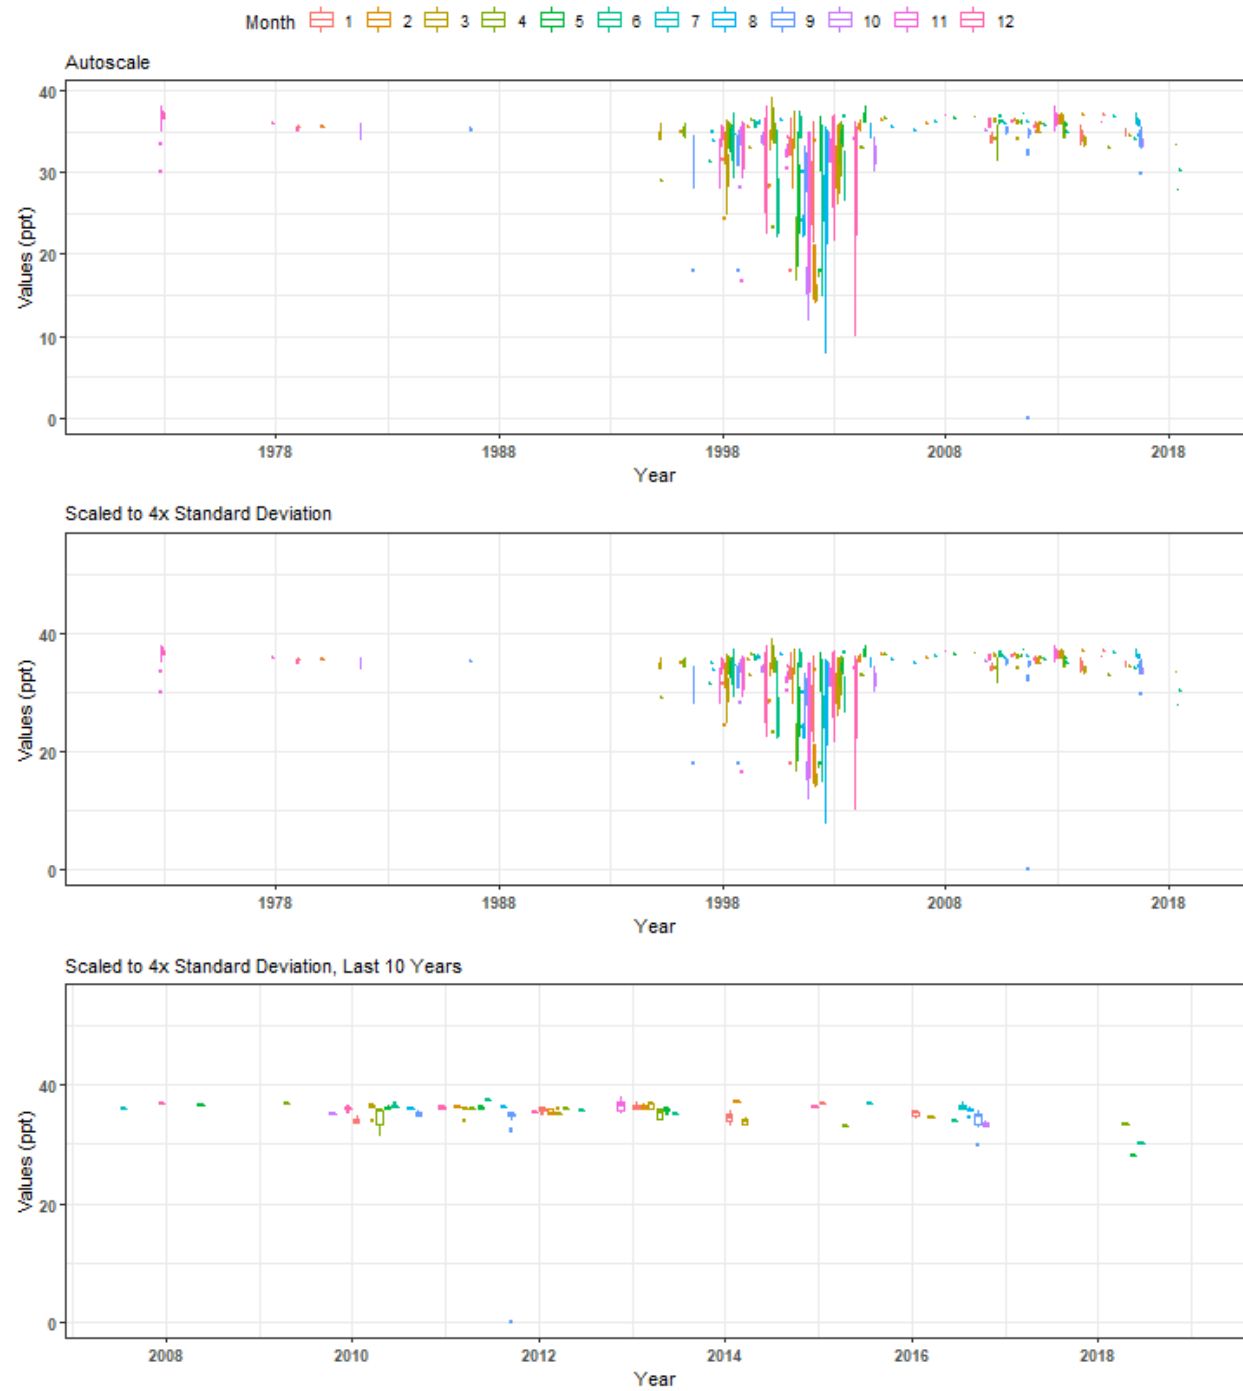 Month 1 2 3 4 5 6 7 8 9 10 11 12
Autoscale
40
30
20
10
0
Values (ppt)
1978 1988 1998 2008 2018
Year
Scaled to 4x Standard Deviation
40
20
0
Values (ppt)
1978 1988 1998 2008 2018
Year
Scaled to 4x Standard Deviation, Last 10 Years
40
20
0
Values (ppt)
2008 2010 2012 2014 2016 2018
Year